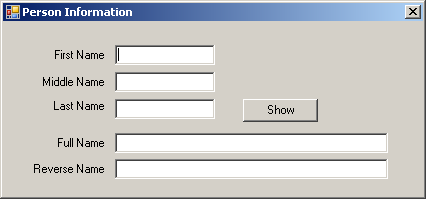 Person Information
First Name
Middle Name
Last Name
Show
Full Name
Reverse Name